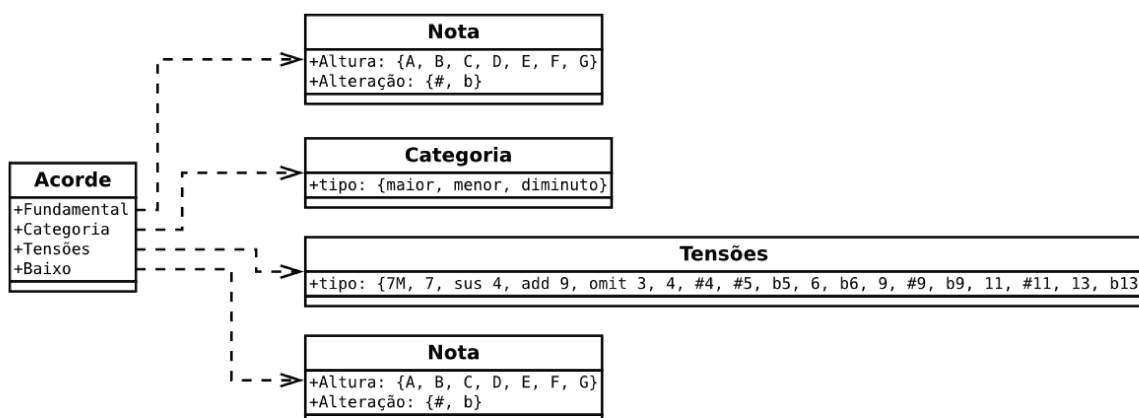 Nota
+Altura: {A, B, C, D, E, F, G}
+Alteração: {#, b}
Categoria
+tipo: {maior, menor, diminuto}
Acorde
+Fundamental
+Categoria
+Tensões
+Baixo
Tensões
+tipo: {7M, 7, sus 4, add 9, omit 3, 4, #4, #5, b5, 6, b6, 9, #9, b9, 11, #11, 13, b13
Nota
+Altura: {A, B, C, D, E, F, G}
+Alteração: {#, b}